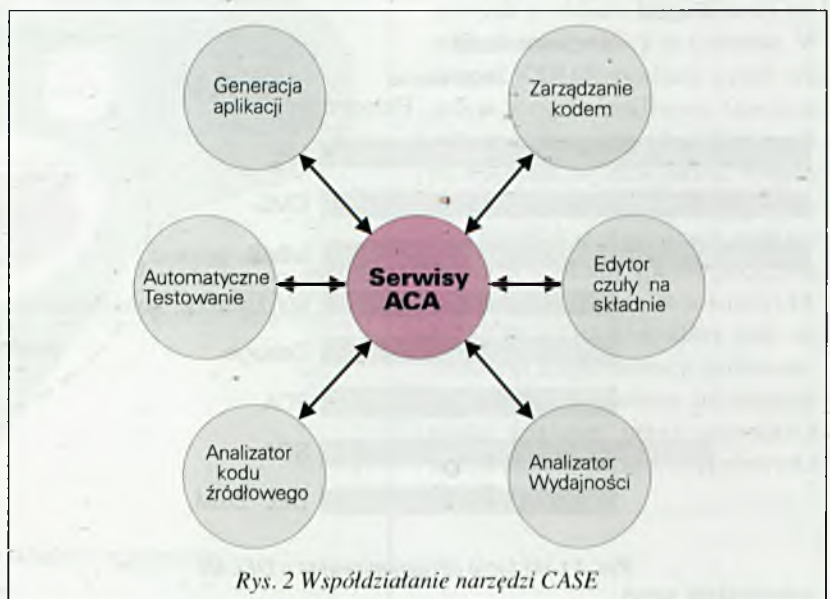 Generacja
aplikacji
Zarządzanie
kodem
Automatyczne
Testowanie
Serwisy
ACA
Edytor
czuły na
składnie
Analizator
kodu
źródłowego
Analizator
Wydajności
Rys. 2 Współdziałanie narzędzi CASE